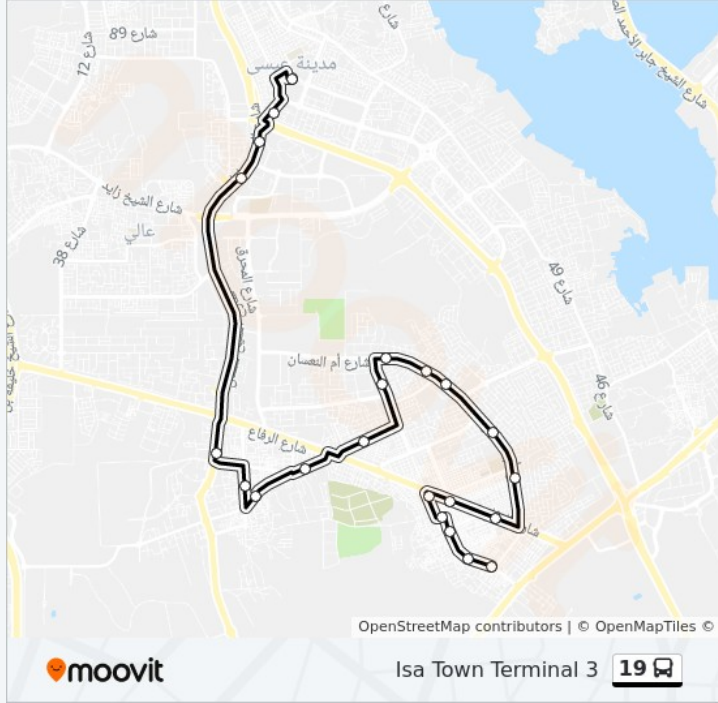 شارع
شارع 89
شارع 12
شارع الشيخ جابر الأحمد
مدينة عيسى
شارع الشيخ زايد
عالي
شارع 38
شارع المحرق
شارع 49
شارع أم النعسان
شارع 46
شارع الرفاع
OpenStreetMap contributors | © OpenMapTiles ©
moovit
Isa Town Terminal 3
19